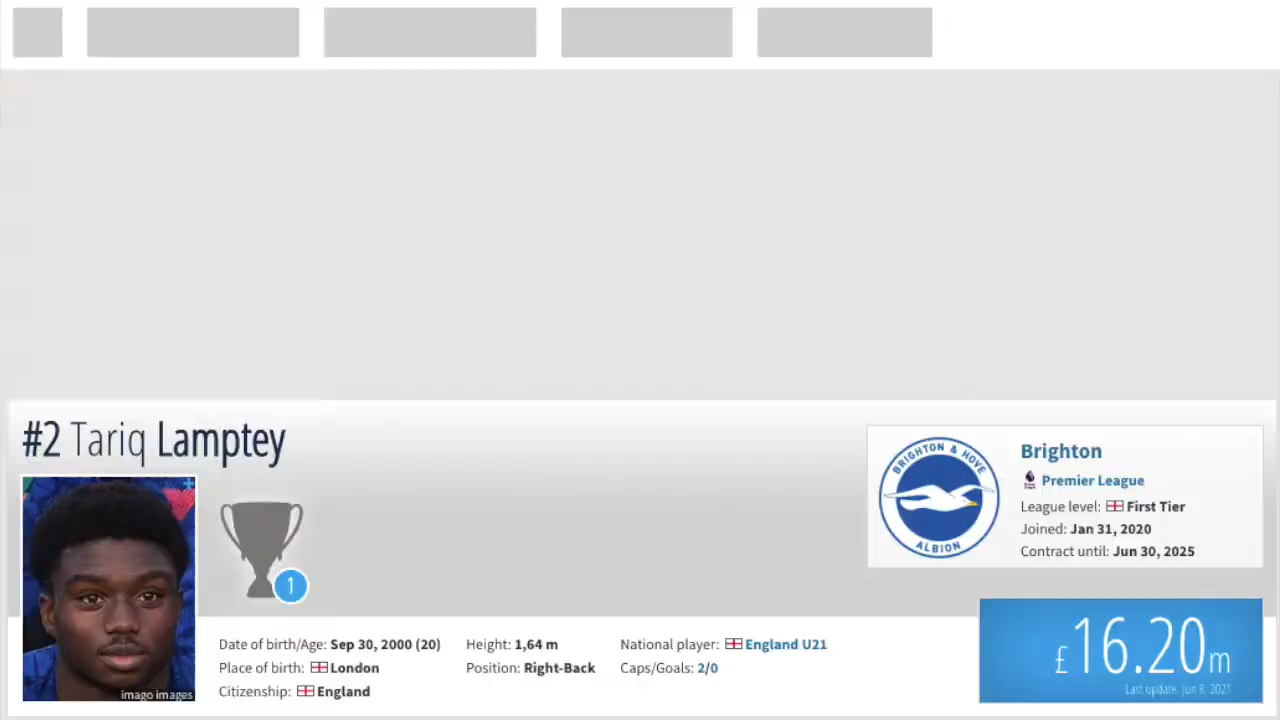 #2 Tariq Lamptey
imago images
1
Date of birth/Age: Sep 30, 2000 (20)
Place of birth: London
Citizenship: England
Height: 1,64 m
Position: Right-Back
National player: England U21
Caps/Goals: 2/0
BRIGHTON & HOVE
ALBION
Brighton
Premier League
League level: First Tier
Joined: Jan 31, 2020
Contract until: Jun 30, 2025
£16.20m
Last update: Jun 8, 2021